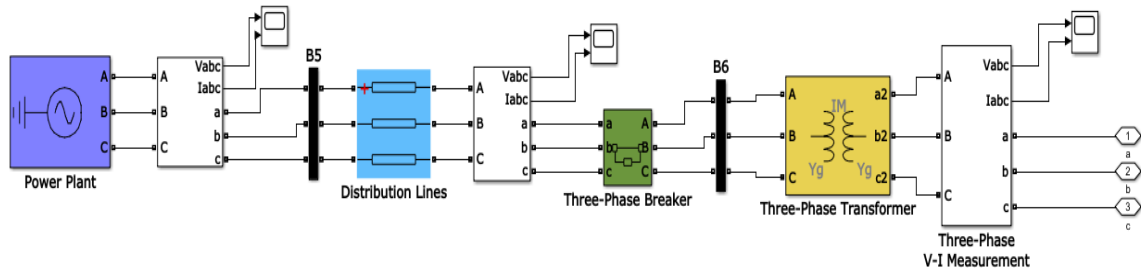 A
B
C
Power Plant
A
B
C
Vabc
Iabc
a
b
c
B5
Distribution Lines
A
B
C
Vabc
Iabc
a
b
c
a
b
c
A
B
C
Three-Phase Breaker
B6
A
B
C
IM
Yg
Yg
a2
b2
c2
Three-Phase Transformer
A
B
C
Vabc
Iabc
a
b
c
Three-Phase
V-I Measurement
1
a
2
b
3
c